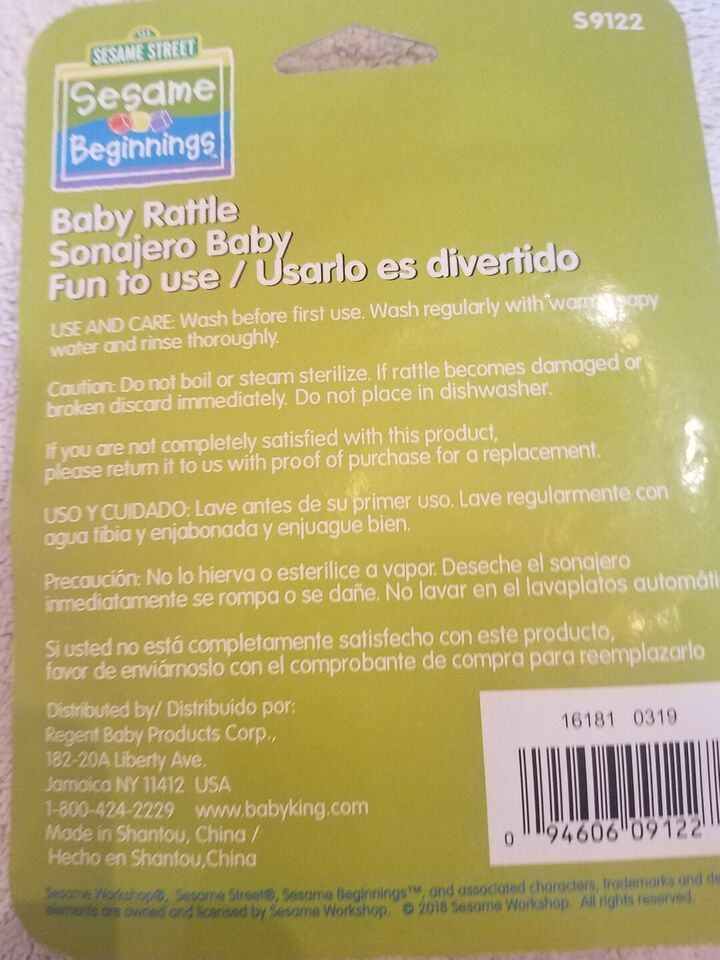 S9122
SESAME STREET
Sesame
Beginnings™
Baby Rattle
Sonajero Baby
Fun to use / Usarlo es divertido
USE AND CARE: Wash before first use. Wash regularly with warm soapy
water and rinse thoroughly.
Caution: Do not boil or steam sterilize. If rattle becomes damaged or
broken discard immediately. Do not place in dishwasher.
If you are not completely satisfied with this product,
please return it to us with proof of purchase for a replacement.
USO Y CUIDADO: Lave antes de su primer uso. Lave regularmente con
agua tibia y enjabonada y enjuague bien.
Precaución: No lo hierva o esterilice a vapor. Deseche el sonajero
inmediatamente se rompa o se dañe. No lavar en el lavaplatos automáti
Si usted no está completamente satisfecho con este producto,
favor de enviárnoslo con el comprobante de compra para reemplazarlo
Distributed by/ Distribuido por:
Regent Baby Products Corp.,
182-20A Liberty Ave.
Jamaica NY 11412 USA
1-800-424-2229 www.babyking.com
Made in Shantou, China /
Hecho en Shantou,China
16181 0319
0 94606 09122
Sesame Workshop®, Sesame Street®, Sesame Beginnings™, and associated characters, trademarks and de
elements are owned and licensed by Sesame Workshop. © 2018 Sesame Workshop. All rights reserved.